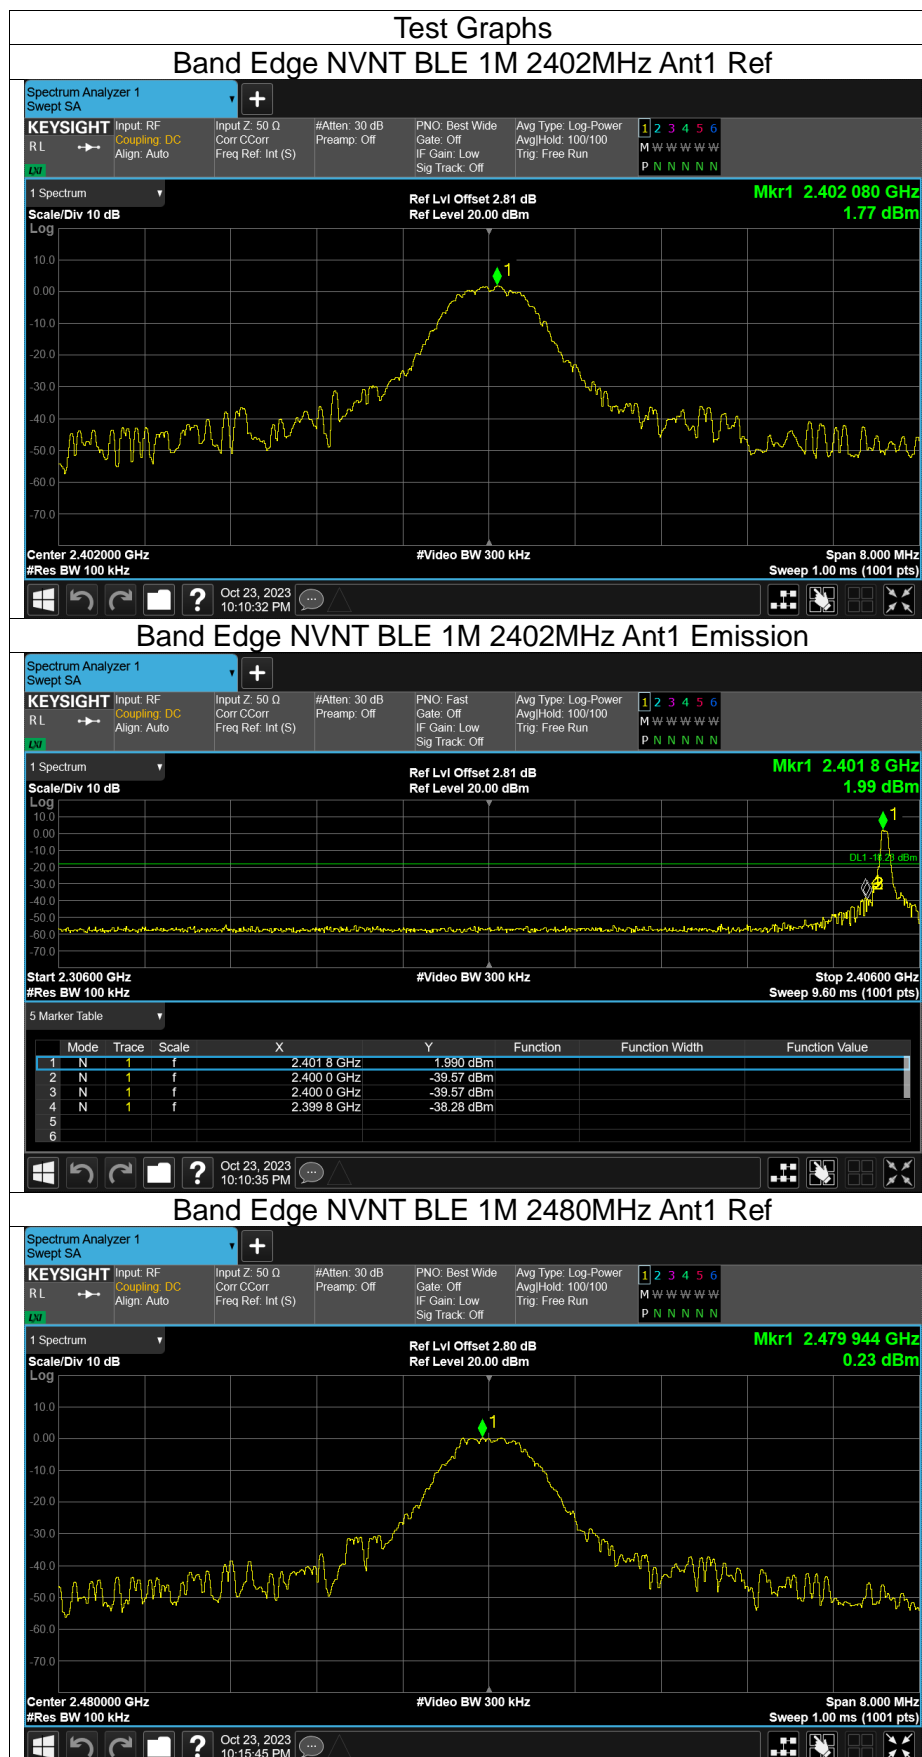 Test Graphs
Band Edge NVNT BLE 1M 2402MHz Ant1 Ref
Spectrum Analyzer 1
Swept SA
KEYSIGHT Input: RF Input Z: 50 Ω #Atten: 30 dB PNO: Best Wide Avg Type: Log-Power 1 2 3 4 5 6
R L Coupling: DC Corr CCorr Preamp: Off Gate: Off Avg|Hold: 100/100 M W W W W W
Align: Auto Freq Ref: Int (S) IF Gain: Low Trig: Free Run
LXI Sig Track: Off P N N N N N
1 Spectrum Ref Lvl Offset 2.81 dB Mkr1 2.402 080 GHz
Scale/Div 10 dB Ref Level 20.00 dBm 1.77 dBm
Log
10.0
1
0.00
-10.0
-20.0
-30.0
-40.0
-50.0
-60.0
-70.0
Center 2.402000 GHz #Video BW 300 kHz Span 8.000 MHz
#Res BW 100 kHz Sweep 1.00 ms (1001 pts)
? Oct 23, 2023
10:10:32 PM
Band Edge NVNT BLE 1M 2402MHz Ant1 Emission
Spectrum Analyzer 1
Swept SA
KEYSIGHT Input: RF Input Z: 50 Ω #Atten: 30 dB PNO: Fast Avg Type: Log-Power 1 2 3 4 5 6
R L Coupling: DC Corr CCorr Preamp: Off Gate: Off Avg|Hold: 100/100 M W W W W W
Align: Auto Freq Ref: Int (S) IF Gain: Low Trig: Free Run
LXI Sig Track: Off P N N N N N
1 Spectrum Ref Lvl Offset 2.81 dB Mkr1 2.401 8 GHz
Scale/Div 10 dB Ref Level 20.00 dBm 1.99 dBm
Log
10.0 1
0.00
-10.0 DL1 -18.23 dBm
-20.0
-30.0 2
-40.0
-50.0
-60.0
-70.0
Start 2.30600 GHz #Video BW 300 kHz Stop 2.40600 GHz
#Res BW 100 kHz Sweep 9.60 ms (1001 pts)
5 Marker Table
Mode Trace Scale X Y Function Function Width Function Value
1 N 1 f 2.401 8 GHz 1.990 dBm
2 N 1 f 2.400 0 GHz -39.57 dBm
3 N 1 f 2.400 0 GHz -39.57 dBm
4 N 1 f 2.399 8 GHz -38.28 dBm
5
6
? Oct 23, 2023
10:10:35 PM
Band Edge NVNT BLE 1M 2480MHz Ant1 Ref
Spectrum Analyzer 1
Swept SA
KEYSIGHT Input: RF Input Z: 50 Ω #Atten: 30 dB PNO: Best Wide Avg Type: Log-Power 1 2 3 4 5 6
R L Coupling: DC Corr CCorr Preamp: Off Gate: Off Avg|Hold: 100/100 M W W W W W
Align: Auto Freq Ref: Int (S) IF Gain: Low Trig: Free Run
LXI Sig Track: Off P N N N N N
1 Spectrum Ref Lvl Offset 2.80 dB Mkr1 2.479 944 GHz
Scale/Div 10 dB Ref Level 20.00 dBm 0.23 dBm
Log
10.0
1
0.00
-10.0
-20.0
-30.0
-40.0
-50.0
-60.0
-70.0
Center 2.480000 GHz #Video BW 300 kHz Span 8.000 MHz
#Res BW 100 kHz Sweep 1.00 ms (1001 pts)
? Oct 23, 2023
10:15:45 PM